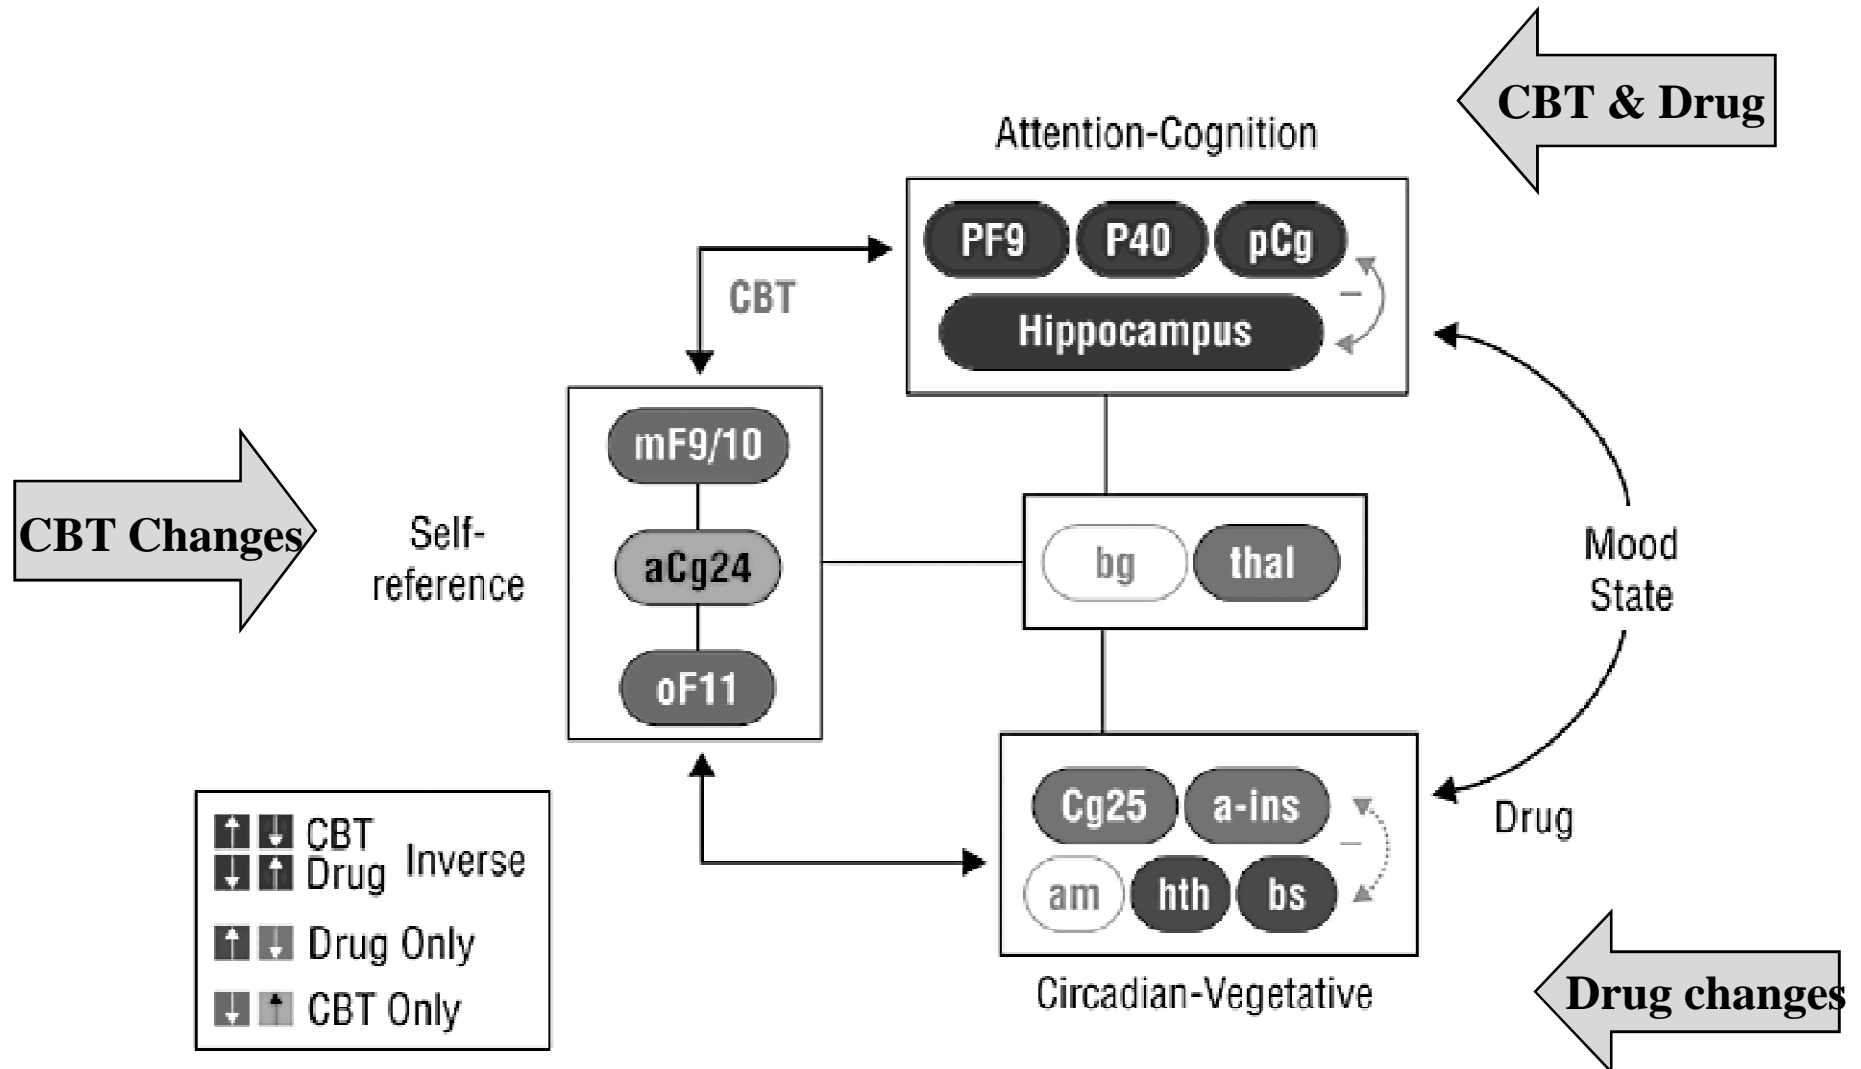 CBT & Drug
Attention-Cognition
PF9 P40 pCg
–
Hippocampus
CBT
mF9/10
aCg24
oF11
Self-
reference
CBT Changes
bg thal
Mood
State
Cg25 a-ins
–
am hth bs
Circadian-Vegetative
Drug
Drug changes
↑ ↓ CBT
↓ ↑ Drug
Inverse
↑ ↓ Drug Only
↓ ↑ CBT Only